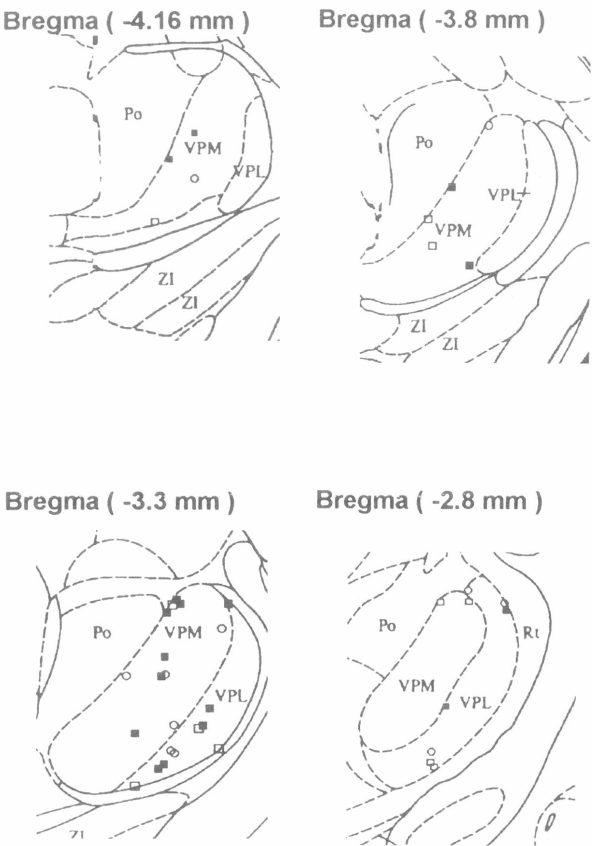 Bregma ( -4.16 mm )
Po
VPM
VPL
ZI
ZI
Bregma ( -3.8 mm )
Po
VPL
VPM
ZI
ZI
Bregma ( -3.3 mm )
Po
VPM
VPL
ZI
Bregma ( -2.8 mm )
Po
Rt
VPM
VPL